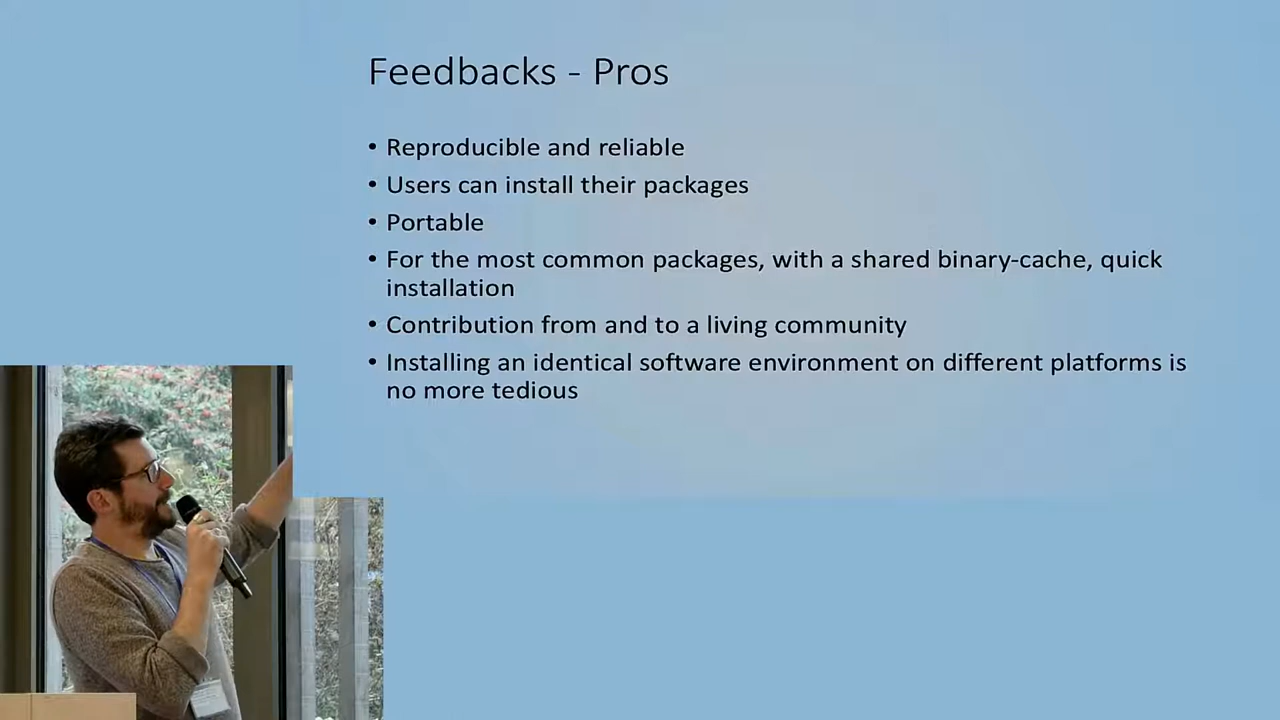 Feedbacks - Pros
• Reproducible and reliable
• Users can install their packages
• Portable
• For the most common packages, with a shared binary-cache, quick
installation
• Contribution from and to a living community
• Installing an identical software environment on different platforms is
no more tedious